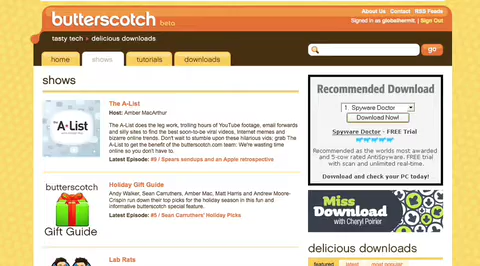 About Us · Contact · RSS Feeds
butterscotch beta
Signed in as globalhermit. | Sign Out
tasty tech • delicious downloads
go
home
shows
tutorials
downloads
shows
The A-List
Host: Amber MacArthur
The A-List does the leg work, trolling hours of YouTube footage, email forwards
and silly sites to find the best soon-to-be viral videos, Internet memes and
bizarre online trends. Don't wait to stumble upon these hilarious vids; grab The
A-List to get the benefit of the butterscotch.com team: We're wasting time
online so you don't have to.
Latest Episode: #9 / Spears sendups and an Apple retrospective
the A-List
butterscotch
Gift Guide
Holiday Gift Guide
Andy Walker, Sean Carruthers, Amber Mac, Matt Harris and Andrew Moore-
Crispin run down their top picks for the holiday season in this fun and
informative butterscotch special feature.
Latest Episode: #5 / Sean Carruthers' Holiday Picks
Lab Rats
Recommended Download
1. Spyware Doctor
Download Now!
Spyware Doctor - FREE Trial
Recommended as the worlds most awarded
and 5-cow rated AntiSpyware. FREE trial
with scan and unlimited real-time.
Download and check your PC today!
Miss
Download
with Cheryl Poirier
delicious downloads
featured
latest
most popular